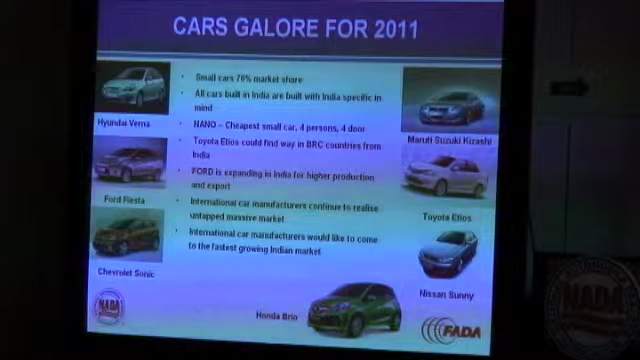 CARS GALORE FOR 2011
Small cars 78% market share
All cars built in India are built with India specific in
mind
NANO – Cheapest small car, 4 persons, 4 door
Toyota Etios could find way in BRC countries from
India
FORD is expanding in India for higher production
and export
International car manufacturers continue to realise
untapped massive market
International car manufacturers would like to come
to the fastest growing Indian market
Hyundai Verna
Ford Fiesta
Chevrolet Sonic
Maruti Suzuki Kizashi
Toyota Etios
Nissan Sunny
Honda Brio
NADA
FADA
NADA